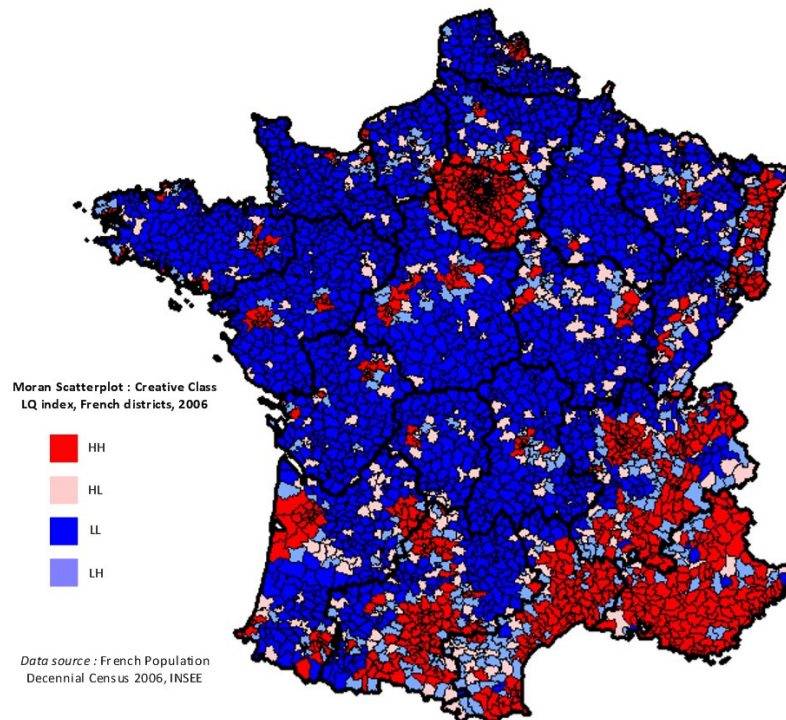 Moran Scatterplot : Creative Class
LQ index, French districts, 2006
HH
HL
LL
LH
Data source : French Population
Decennial Census 2006, INSEE